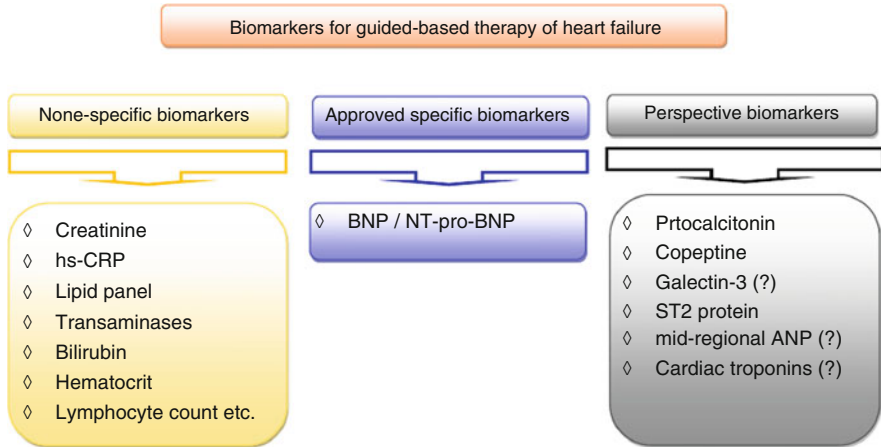 Biomarkers for guided-based therapy of heart failure
None-specific biomarkers
◊ Creatinine
◊ hs-CRP
◊ Lipid panel
◊ Transaminases
◊ Bilirubin
◊ Hematocrit
◊ Lymphocyte count etc.
Approved specific biomarkers
◊ BNP / NT-pro-BNP
Perspective biomarkers
◊ Prtocalcitonin
◊ Copeptine
◊ Galectin-3 (?)
◊ ST2 protein
◊ mid-regional ANP (?)
◊ Cardiac troponins (?)